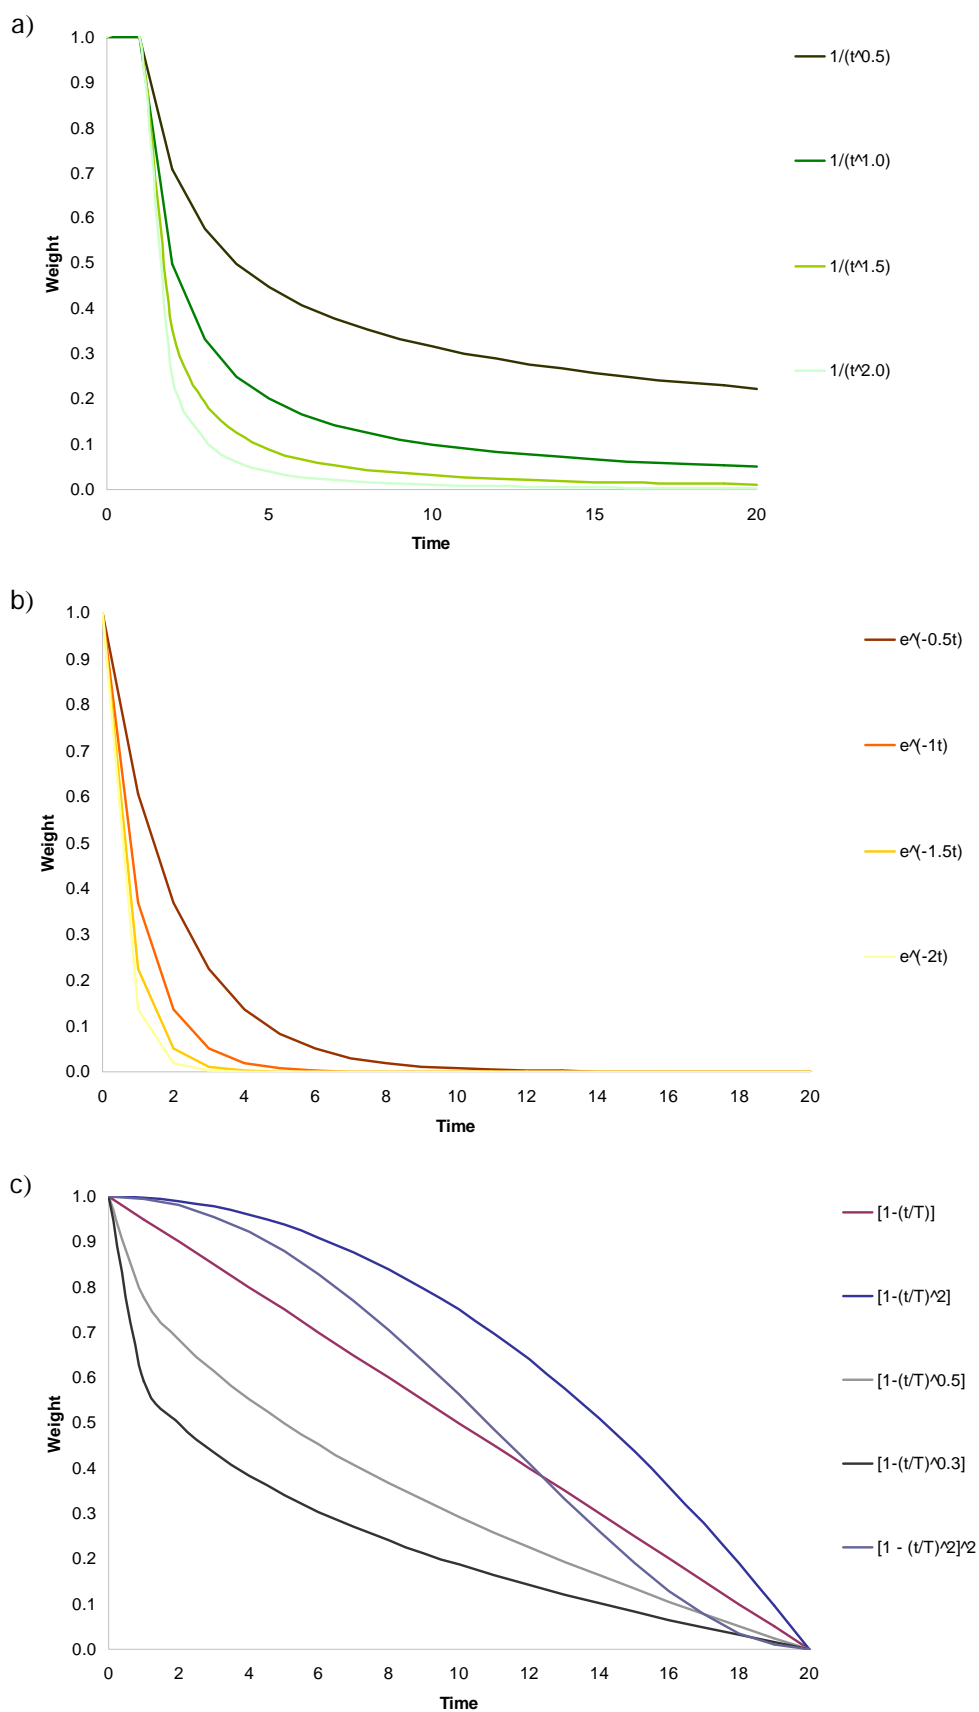 a)
1.0
0.9
0.8
0.7
0.6
0.5
0.4
0.3
0.2
0.1
0.0
Weight
0 5 10 15 20
Time
1/(t^0.5)
1/(t^1.0)
1/(t^1.5)
1/(t^2.0)
b)
1.0
0.9
0.8
0.7
0.6
0.5
0.4
0.3
0.2
0.1
0.0
Weight
0 2 4 6 8 10 12 14 16 18 20
Time
e^(-0.5t)
e^(-1t)
e^(-1.5t)
e^(-2t)
c)
1.0
0.9
0.8
0.7
0.6
0.5
0.4
0.3
0.2
0.1
0.0
Weight
0 2 4 6 8 10 12 14 16 18 20
Time
[1-(t/T)]
[1-(t/T)^2]
[1-(t/T)^0.5]
[1-(t/T)^0.3]
[1 - (t/T)^2]^2